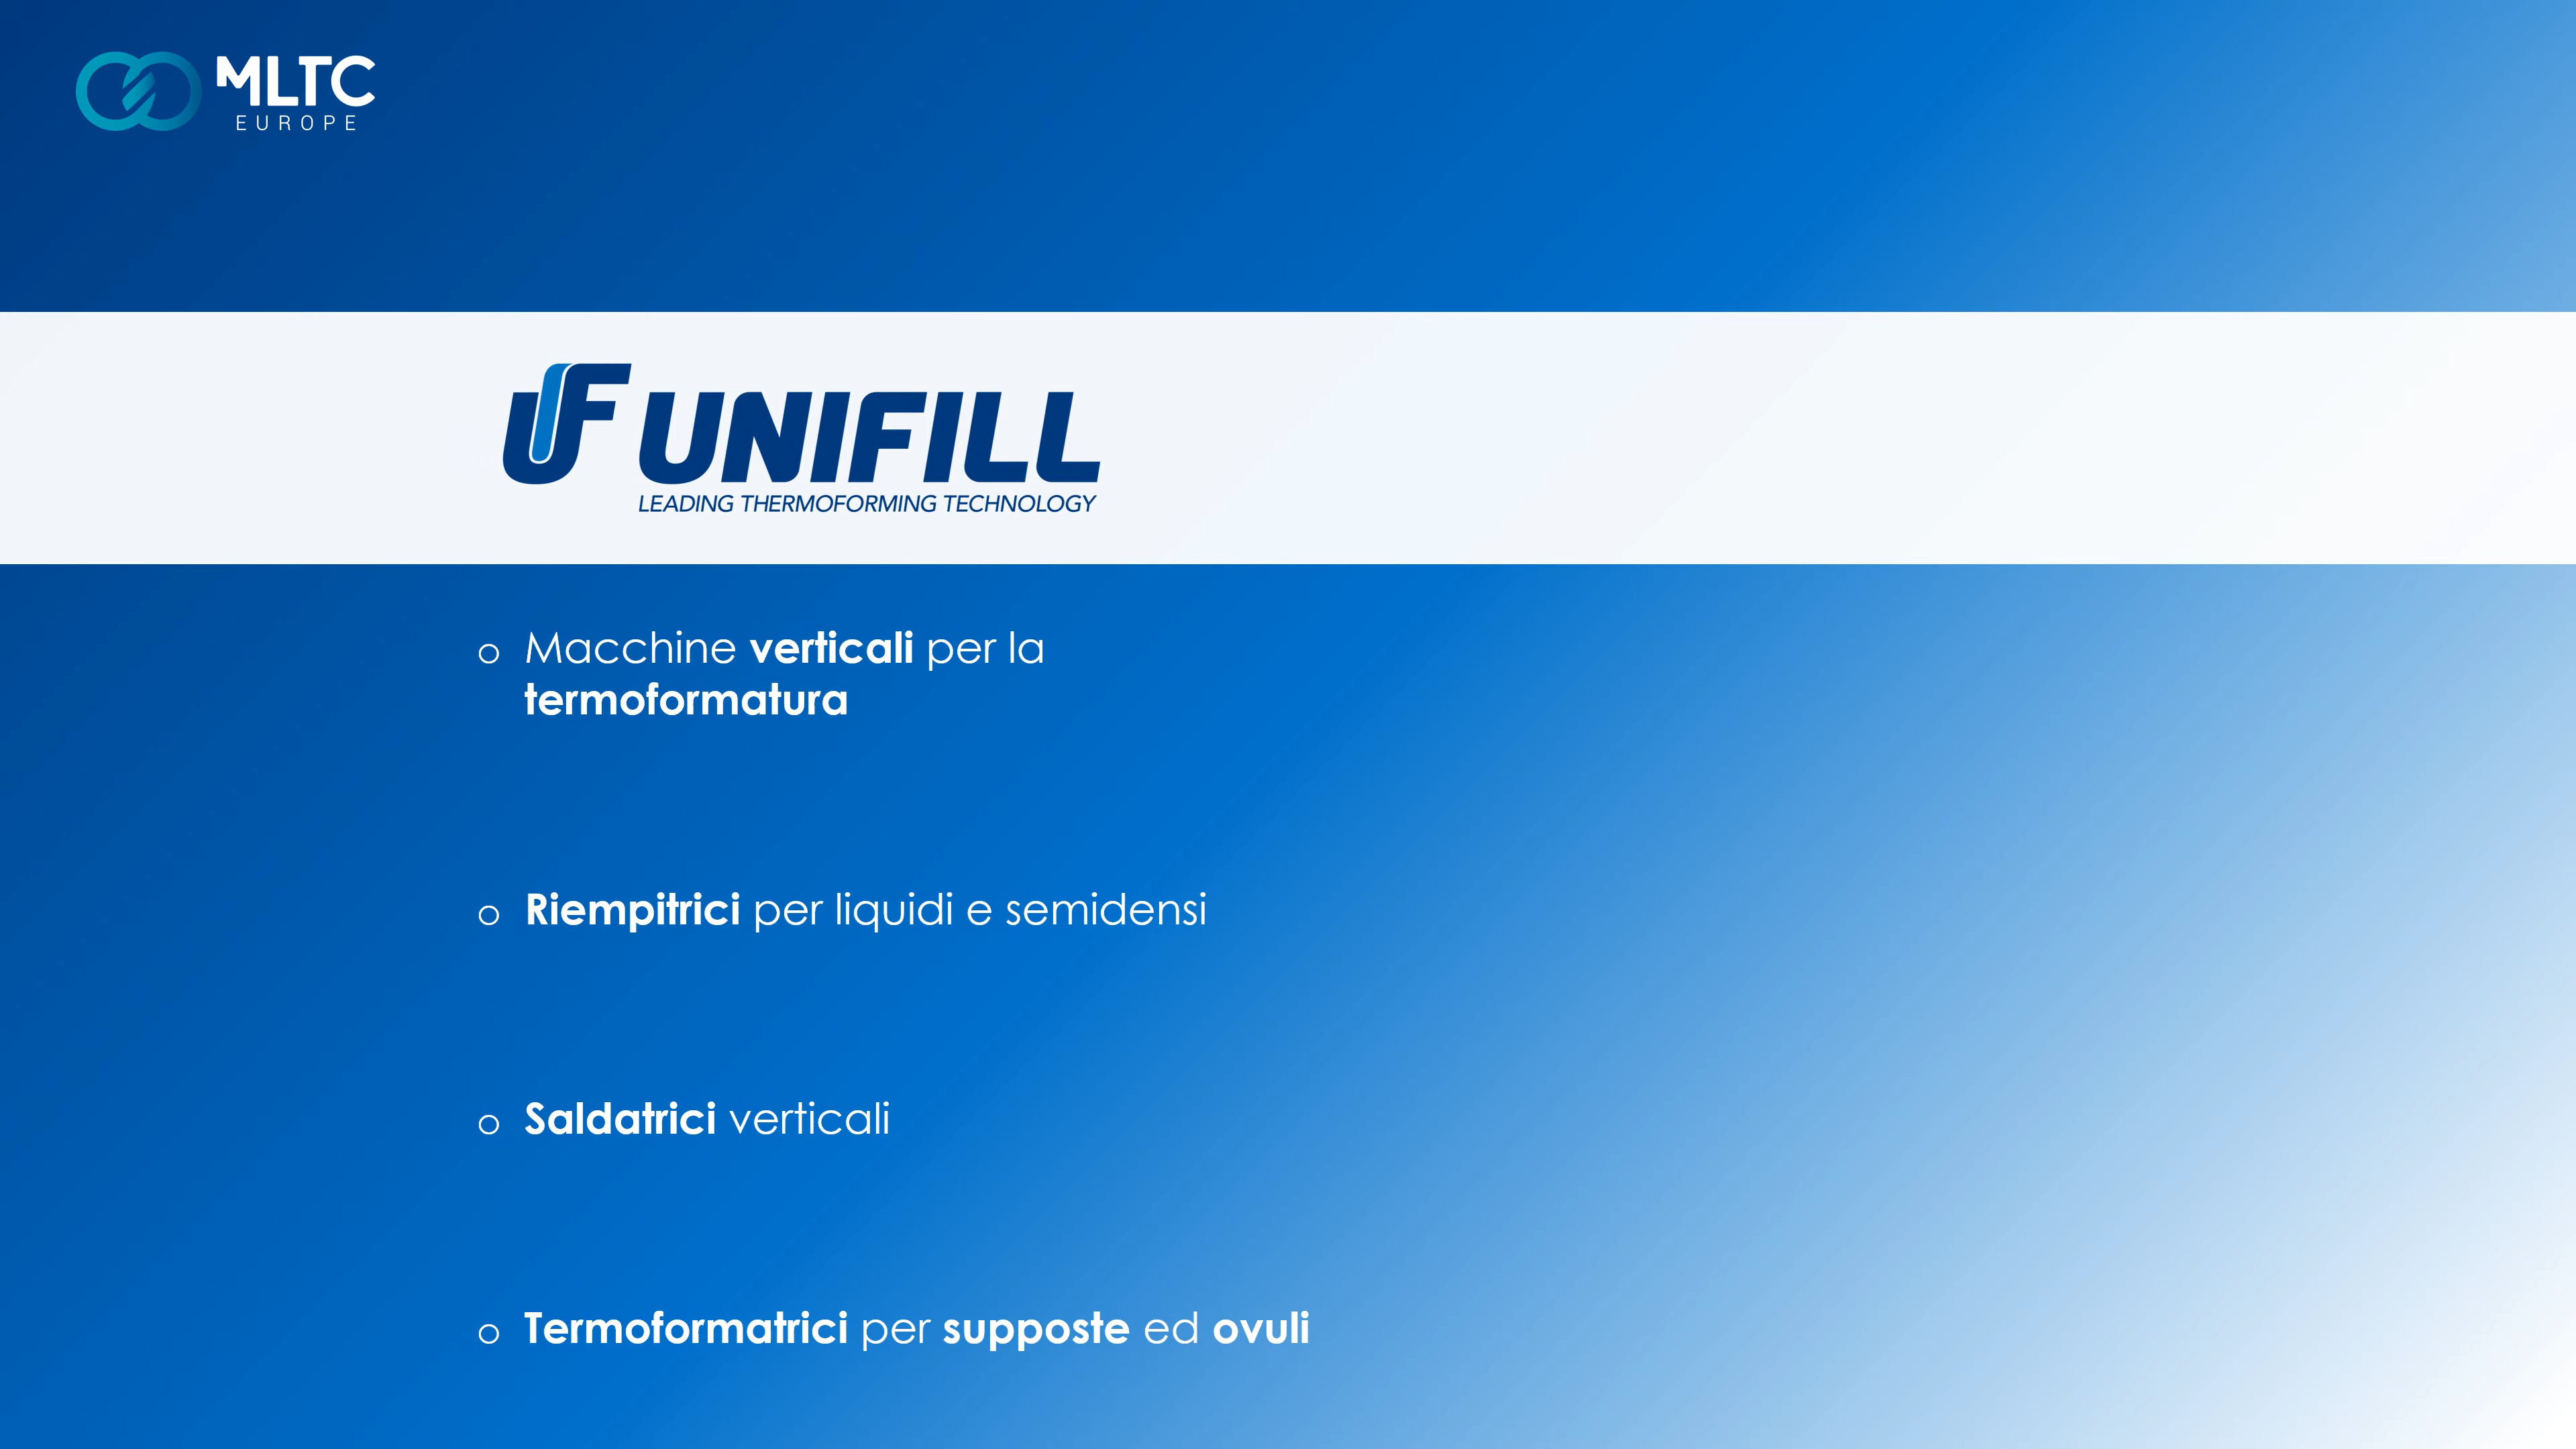 MLTC
EUROPE
UF UNIFILL
LEADING THERMOFORMING TECHNOLOGY
o Macchine verticali per la
termoformatura
o Riempitrici per liquidi e semidensi
o Saldatrici verticali
o Termoformatrici per supposte ed ovuli